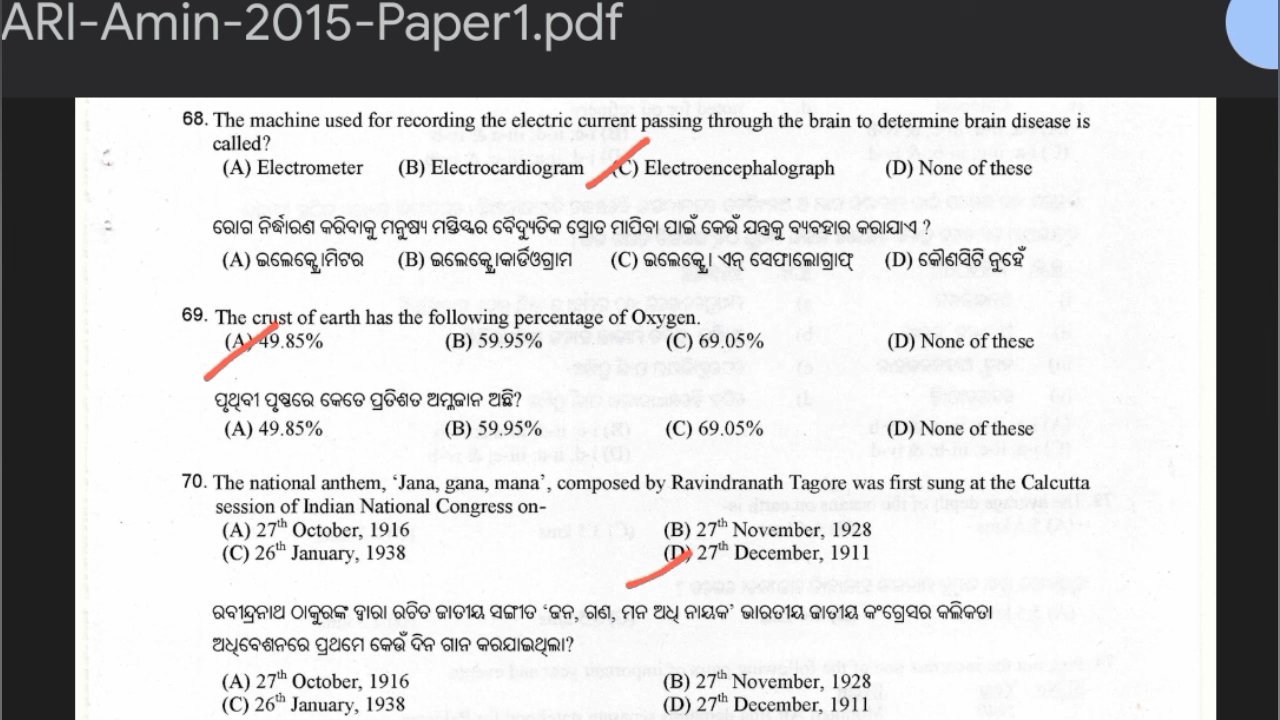 ARI-Amin-2015-Paper1.pdf
68. The machine used for recording the electric current passing through the brain to determine brain disease is
called?
(A) Electrometer (B) Electrocardiogram (C) Electroencephalograph (D) None of these
ରୋଗ ନିର୍ଦ୍ଧାରଣ କରିବାକୁ ମନୁଷ୍ୟ ମସ୍ତିଷ୍କର ବୈଦ୍ୟୁତିକ ସ୍ରୋତ ମାପିବା ପାଇଁ କେଉଁ ଯନ୍ତ୍ରକୁ ବ୍ୟବହାର କରାଯାଏ ?
(A) ଇଲେକ୍ଟ୍ରୋମିଟର (B) ଇଲେକ୍ଟ୍ରୋକାର୍ଡିଓଗ୍ରାମ (C) ଇଲେକ୍ଟ୍ରୋ ଏନ୍ ସେଫାଲୋଗ୍ରାଫ୍ (D) କୌଣସିଟି ନୁହେଁ
69. The crust of earth has the following percentage of Oxygen.
(A) 49.85% (B) 59.95% (C) 69.05% (D) None of these
ପୃଥିବୀ ପୃଷ୍ଠରେ କେତେ ପ୍ରତିଶତ ଅମ୍ଳଜାନ ଅଛି?
(A) 49.85% (B) 59.95% (C) 69.05% (D) None of these
70. The national anthem, ‘Jana, gana, mana’, composed by Ravindranath Tagore was first sung at the Calcutta
session of Indian National Congress on-
(A) 27th October, 1916 (B) 27th November, 1928
(C) 26th January, 1938 (D) 27th December, 1911
ରବୀନ୍ଦ୍ରନାଥ ଠାକୁରଙ୍କ ଦ୍ୱାରା ରଚିତ ଜାତୀୟ ସଙ୍ଗୀତ ‘ଜନ, ଗଣ, ମନ ଅଧି ନାୟକ’ ଭାରତୀୟ ଜାତୀୟ କଂଗ୍ରେସର କଲିକତା
ଅଧିବେଶନରେ ପ୍ରଥମେ କେଉଁ ଦିନ ଗାନ କରଯାଇଥିଲା?
(A) 27th October, 1916 (B) 27th November, 1928
(C) 26th January, 1938 (D) 27th December, 1911